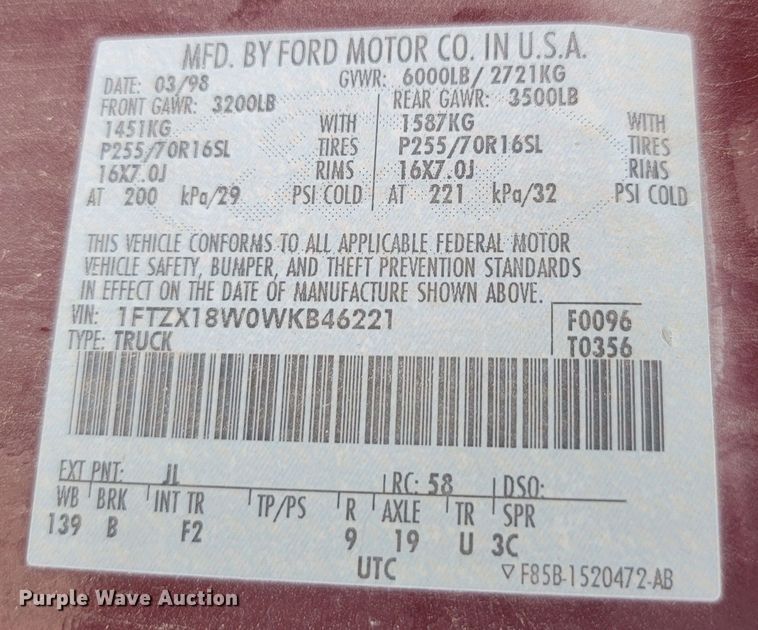 MFD. BY FORD MOTOR CO. IN U.S.A.
DATE: 03/98 GVWR: 6000LB/ 2721KG
FRONT GAWR: 3200LB REAR GAWR: 3500LB
1451KG WITH 1587KG WITH
P255/70R16SL TIRES P255/70R16SL TIRES
16X7.0J RIMS 16X7.0J RIMS
AT 200 kPa/29 PSI COLD AT 221 kPa/32 PSI COLD
THIS VEHICLE CONFORMS TO ALL APPLICABLE FEDERAL MOTOR
VEHICLE SAFETY, BUMPER, AND THEFT PREVENTION STANDARDS
IN EFFECT ON THE DATE OF MANUFACTURE SHOWN ABOVE.
VIN: 1FTZX18W0WKB46221 F0096
TYPE: TRUCK T0356
EXT PNT: JL RC: 58 DSO:
WB BRK INT TR TP/PS R AXLE TR SPR
139 B F2 9 19 U 3C
UTC F85B-1520472-AB
Purple Wave Auction